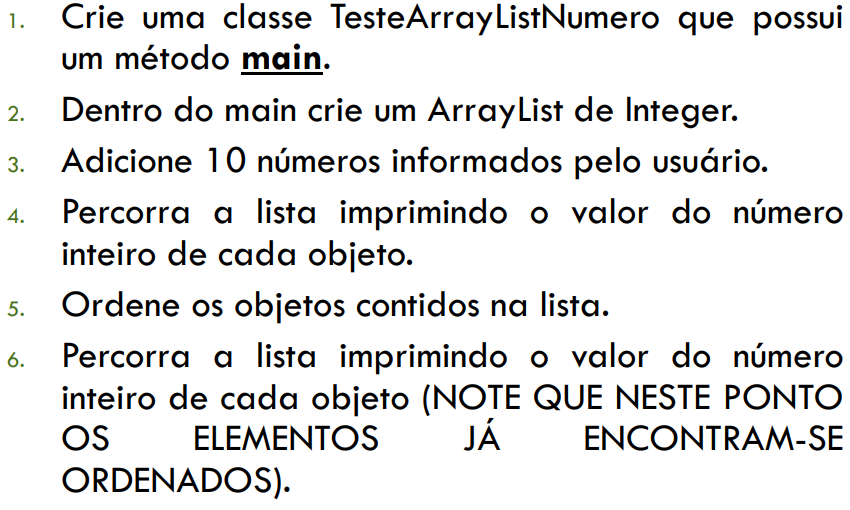 1. Crie uma classe TesteArrayListNumero que possui
um método main.
2. Dentro do main crie um ArrayList de Integer.
3. Adicione 10 números informados pelo usuário.
4. Percorra a lista imprimindo o valor do número
inteiro de cada objeto.
5. Ordene os objetos contidos na lista.
6. Percorra a lista imprimindo o valor do número
inteiro de cada objeto (NOTE QUE NESTE PONTO
OS ELEMENTOS JÁ ENCONTRAM-SE
ORDENADOS).